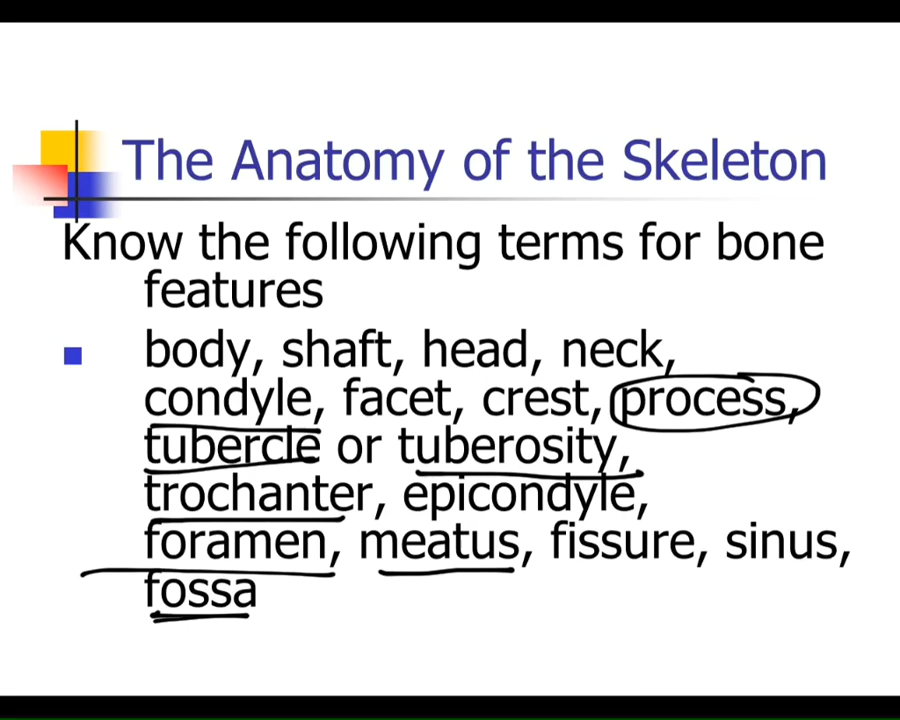 The Anatomy of the Skeleton
Know the following terms for bone
features
body, shaft, head, neck,
condyle, facet, crest, process,
tubercle or tuberosity,
trochanter, epicondyle,
foramen, meatus, fissure, sinus,
fossa